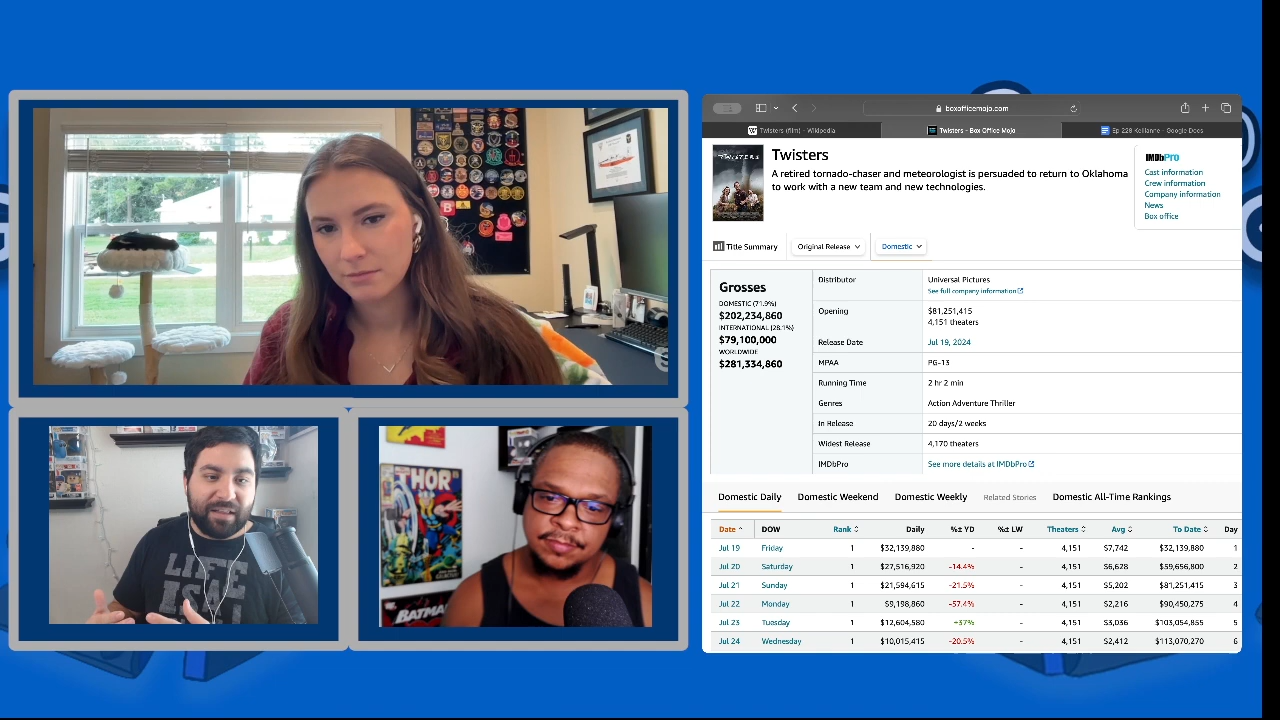 boxofficemojo.com
Twisters (film) - Wikipedia
Twisters - Box Office Mojo
Ep 228 Kellianne - Google Docs
TWISTERS
Twisters
A retired tornado-chaser and meteorologist is persuaded to return to Oklahoma
to work with a new team and new technologies.
IMDbPro
Cast information
Crew information
Company information
News
Box office
Title Summary
Original Release
Domestic
Grosses
DOMESTIC (71.9%)
$202,234,860
INTERNATIONAL (28.1%)
$79,100,000
WORLDWIDE
$281,334,860
Distributor Universal Pictures
See full company information
Opening $81,251,415
4,151 theaters
Release Date Jul 19, 2024
MPAA PG-13
Running Time 2 hr 2 min
Genres Action Adventure Thriller
In Release 20 days/2 weeks
Widest Release 4,170 theaters
IMDbPro See more details at IMDbPro
Domestic Daily Domestic Weekend Domestic Weekly Related Stories Domestic All-Time Rankings
Date DOW Rank Daily %± YD %± LW Theaters Avg To Date Day
Jul 19 Friday 1 $32,139,880 - - 4,151 $7,742 $32,139,880 1
Jul 20 Saturday 1 $27,516,920 -14.4% - 4,151 $6,628 $59,656,800 2
Jul 21 Sunday 1 $21,594,615 -21.5% - 4,151 $5,202 $81,251,415 3
Jul 22 Monday 1 $9,198,860 -57.4% - 4,151 $2,216 $90,450,275 4
Jul 23 Tuesday 1 $12,604,580 +37% - 4,151 $3,036 $103,054,855 5
Jul 24 Wednesday 1 $10,015,415 -20.5% - 4,151 $2,412 $113,070,270 6
LIFE
IS A
THOR
BATMAN